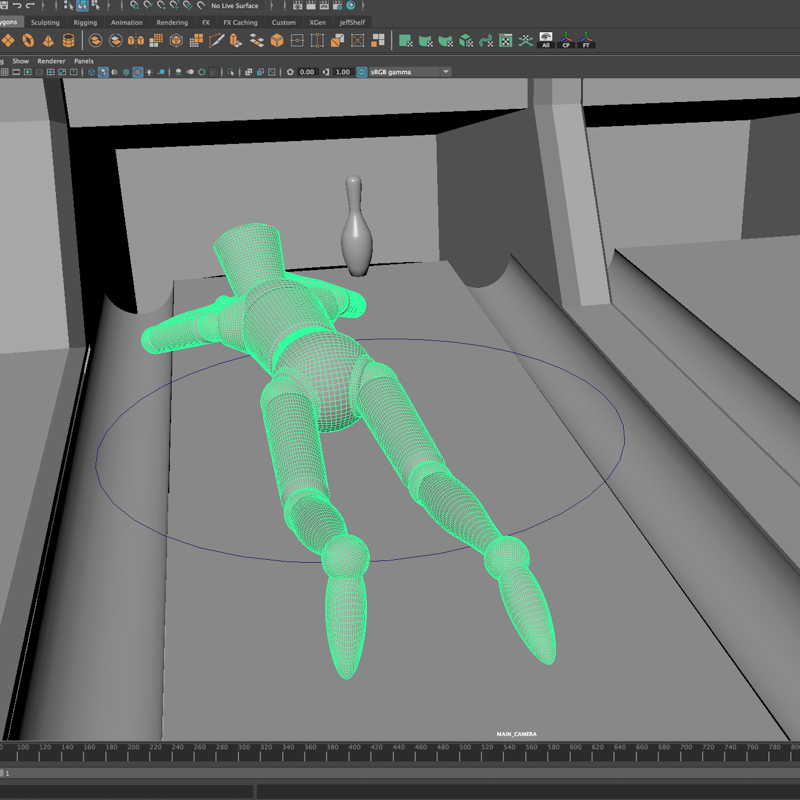 No Live Surface
ygons Sculpting Rigging Animation Rendering FX FX Caching Custom XGen JeffShelf
All CP FT
g Show Renderer Panels
0.00 1.00 sRGB gamma
MAIN_CAMERA
100 120 140 160 180 200 220 240 260 280 300 320 340 360 380 400 420 440 460 480 500 520 540 560 580 600 620 640 660 680 700 720 740 760 780 80
1